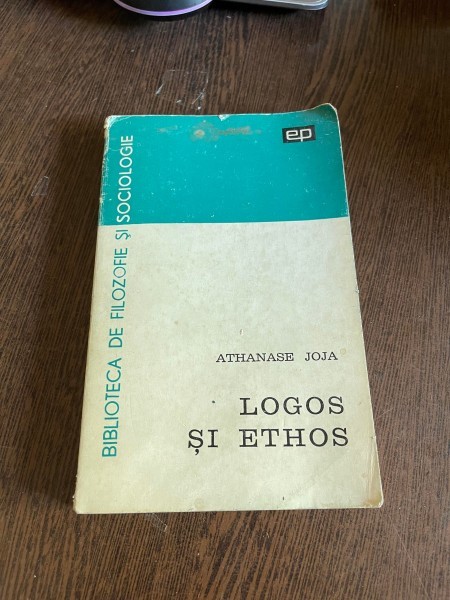 ep
BIBLIOTECA DE FILOZOFIE ȘI SOCIOLOGIE
ATHANASE JOJA
LOGOS
ȘI ETHOS